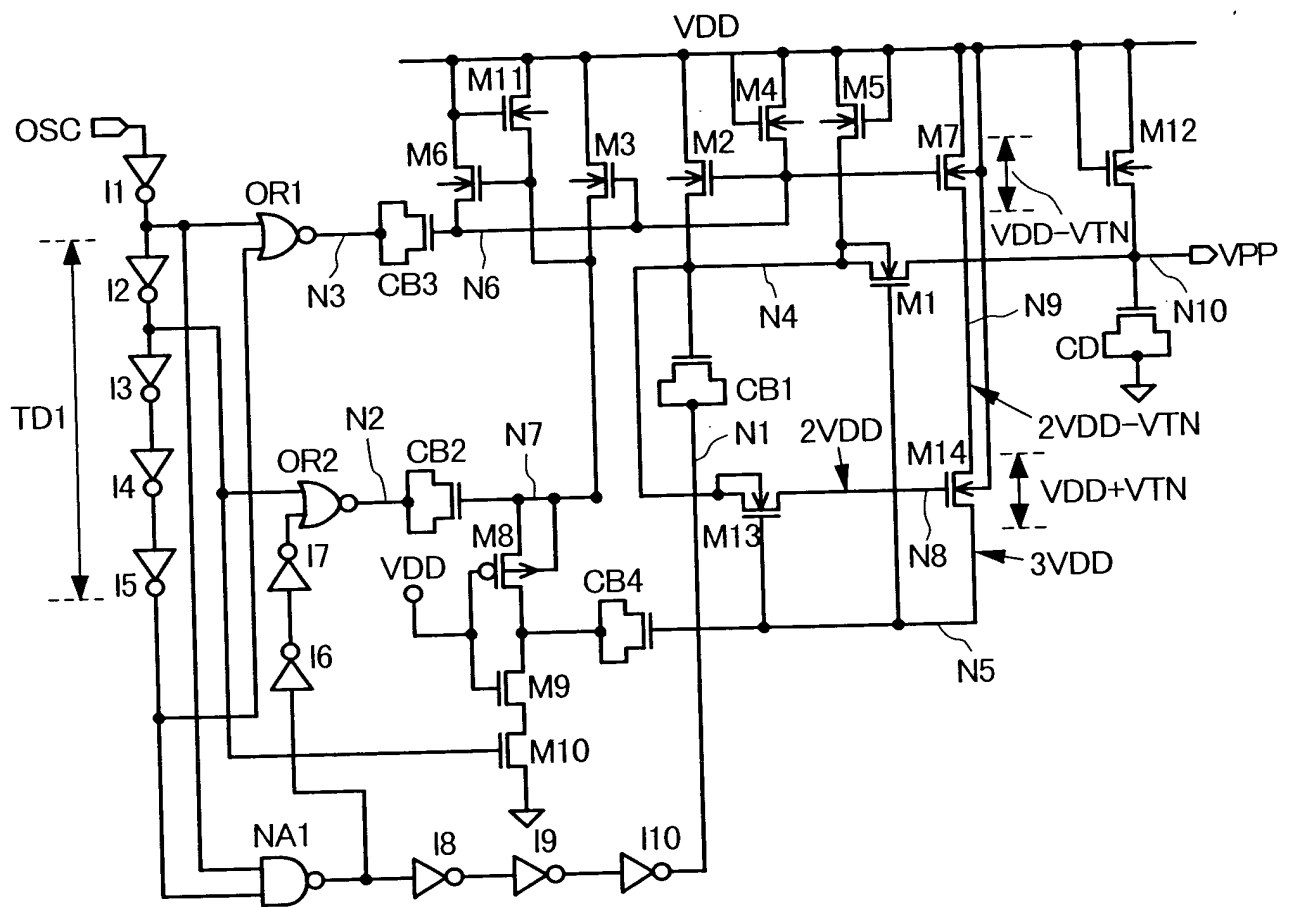 VDD
M11
M4
M5
OSC
M12
M6
M3
M2
M7
I1
OR1
VDD−VTN
VPP
I2
N3
CB3
N6
N4
M1
N9
N10
CD
I3
CB1
TD1
N2
N7
N1
2VDD
2VDD−VTN
OR2
CB2
M14
I4
VDD+VTN
M8
M13
N8
I7
VDD
I5
CB4
3VDD
I6
M9
N5
M10
NA1
I8
I9
I10